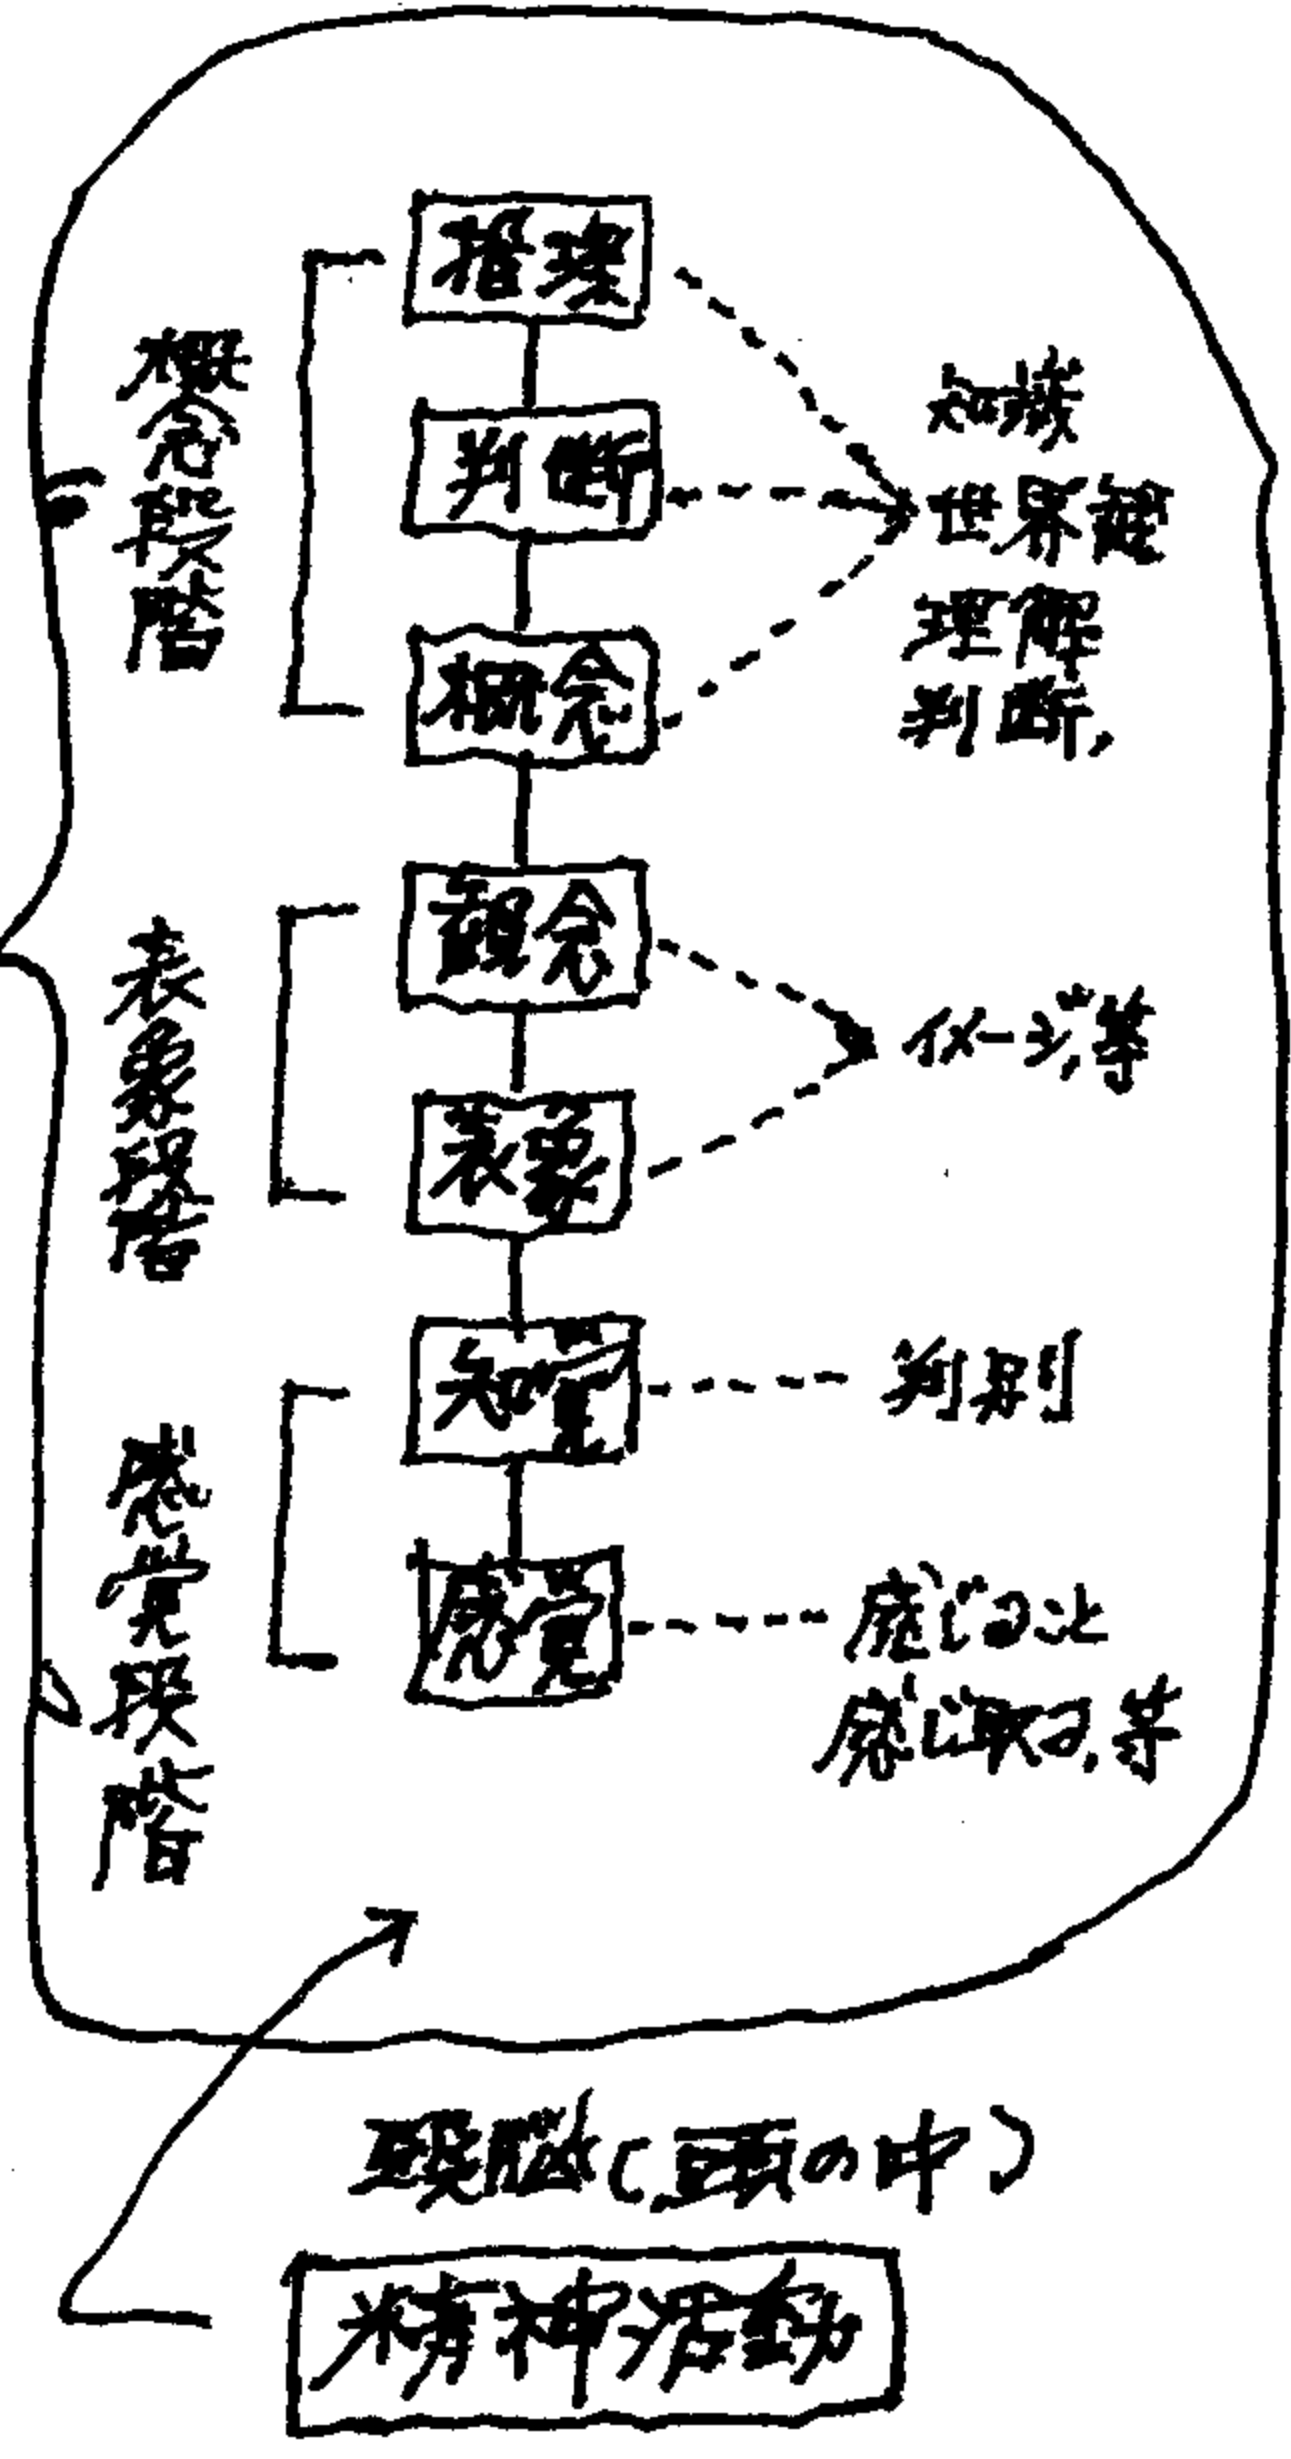 推理
判断
概念
観念
表象
知覚
感覚
概念段階
表象段階
感覚段階
知識
世界観
理解
判断,
イメージ,等
判別
感じること
感じ取る,等
頭脳(頭の中)
精神活動